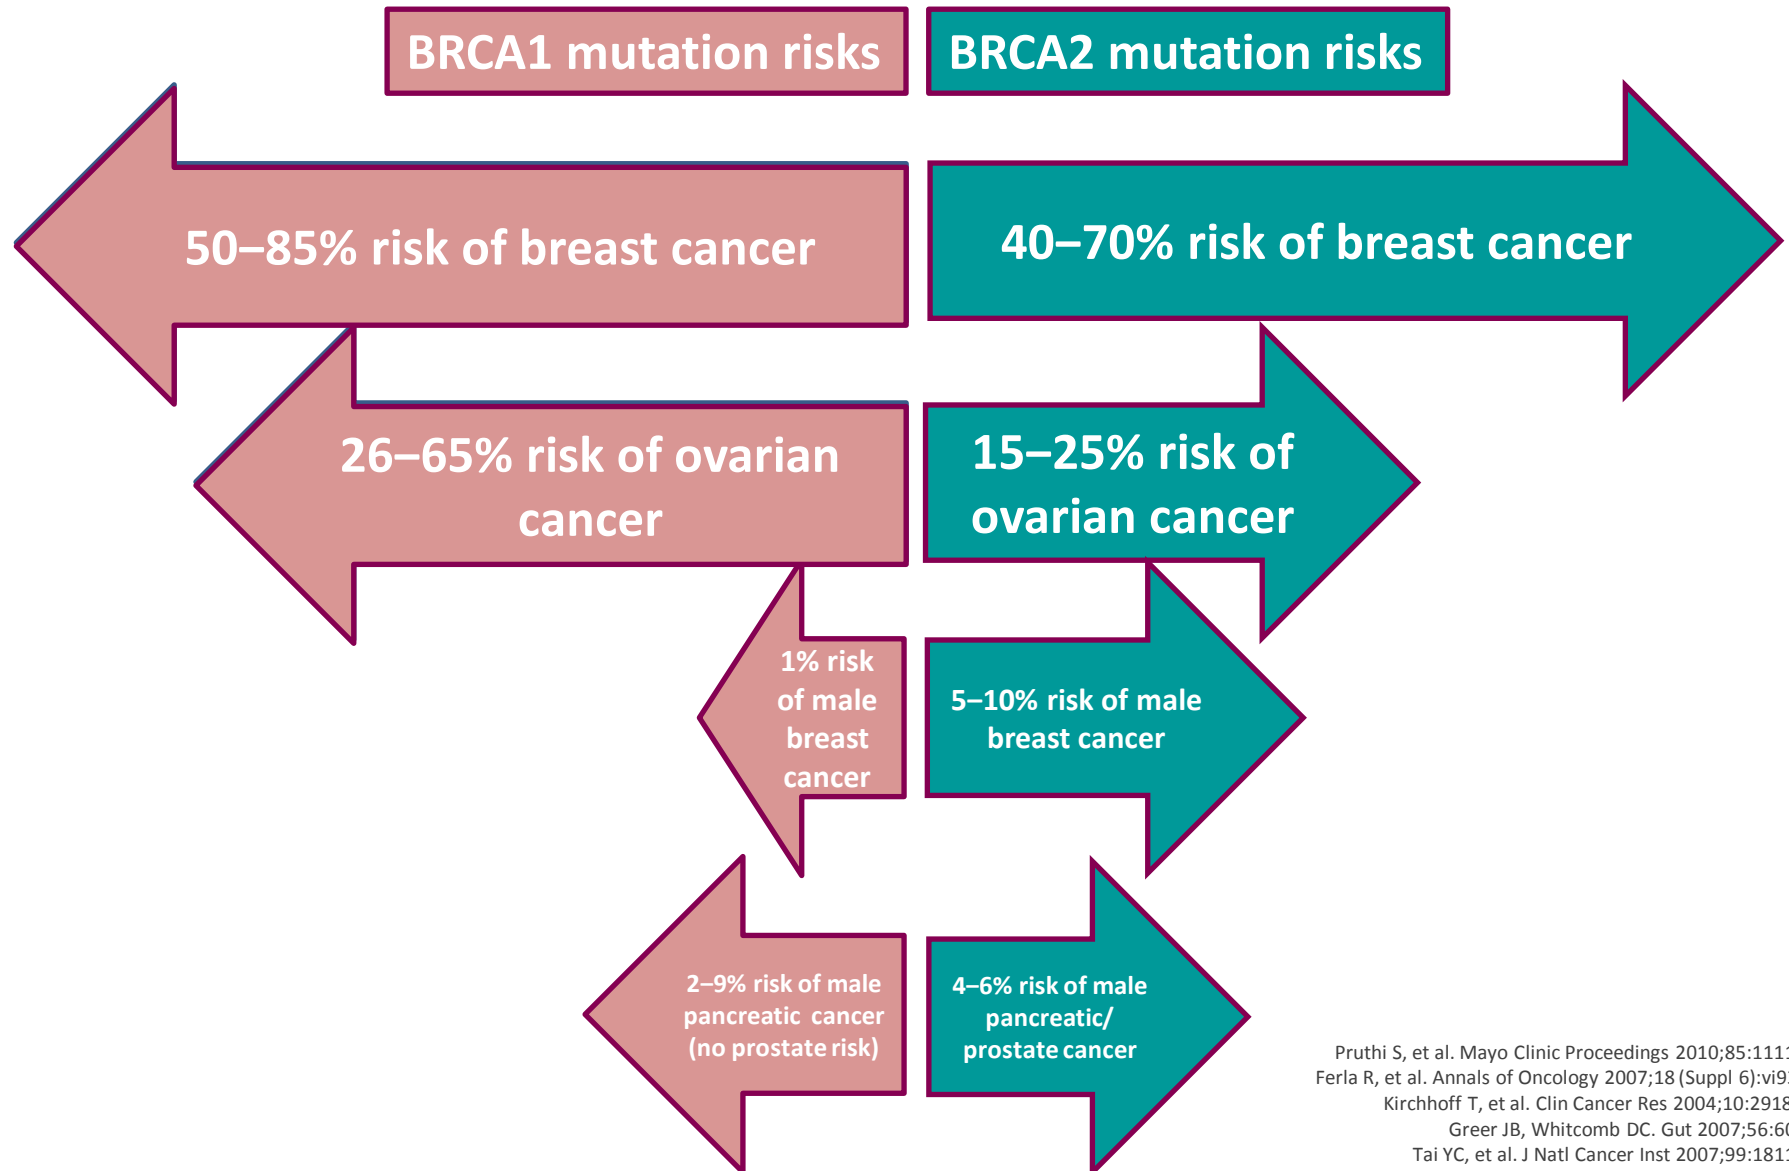 BRCA1 mutation risks
BRCA2 mutation risks
50–85% risk of breast cancer
40–70% risk of breast cancer
26–65% risk of ovarian
cancer
15–25% risk of
ovarian cancer
1% risk
of male
breast
cancer
5–10% risk of male
breast cancer
2–9% risk of male
pancreatic cancer
(no prostate risk)
4–6% risk of male
pancreatic/
prostate cancer
Pruthi S, et al. Mayo Clinic Proceedings 2010;85:1111
Ferla R, et al. Annals of Oncology 2007;18 (Suppl 6):vi93
Kirchhoff T, et al. Clin Cancer Res 2004;10:2918
Greer JB, Whitcomb DC. Gut 2007;56:60
Tai YC, et al. J Natl Cancer Inst 2007;99:1811